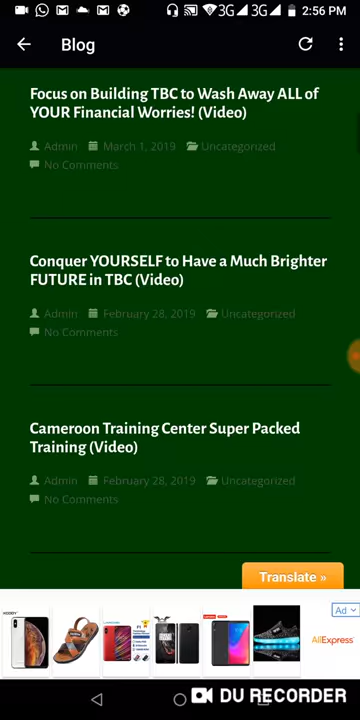 3G 3G 2:56 PM
Blog
Focus on Building TBC to Wash Away ALL of
YOUR Financial Worries! (Video)
Admin March 1, 2019 Uncategorized
No Comments
Conquer YOURSELF to Have a Much Brighter
FUTURE in TBC (Video)
Admin February 28, 2019 Uncategorized
No Comments
Cameroon Training Center Super Packed
Training (Video)
Admin February 28, 2019 Uncategorized
No Comments
Translate »
Ad
AliExpress
DU RECORDER